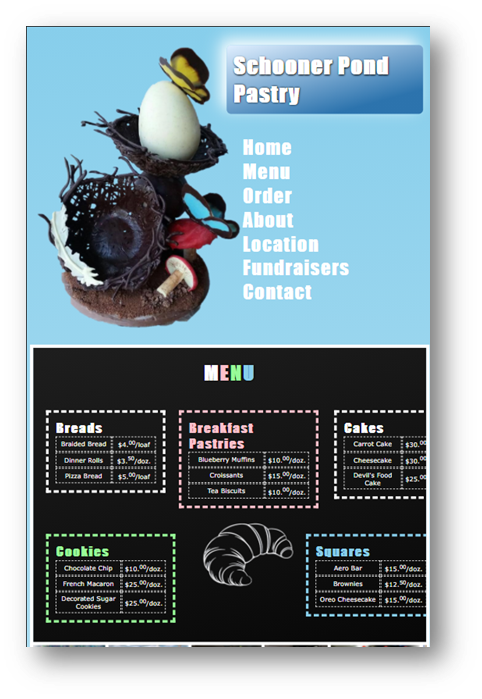 Schooner Pond
Pastry
Home
Menu
Order
About
Location
Fundraisers
Contact
MENU
Breads
Braided Bread $4.00/loaf
Dinner Rolls $3.50/doz.
Pizza Bread $5.00/loaf
Breakfast
Pastries
Blueberry Muffins $10.00/doz.
Croissants $15.00/doz.
Tea Biscuits $10.00/doz.
Cakes
Carrot Cake $30.00
Cheesecake $30.00
Devil's Food
Cake $25.00
Cookies
Chocolate Chip $10.00/doz.
French Macaron $25.00/doz.
Decorated Sugar
Cookies $25.00/doz.
Squares
Aero Bar $15.00/doz.
Brownies $12.50/doz.
Oreo Cheesecake $15.00/doz.